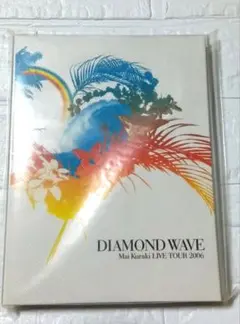 DIAMOND WAVE
Mai Kuraki LIVE TOUR 2006